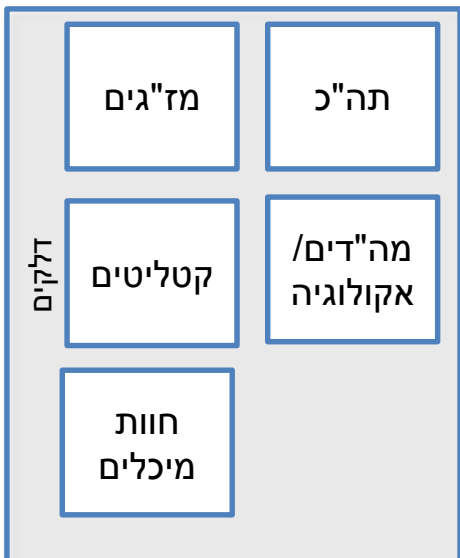 תה"כ
מז"גים
מה"דים/
אקולוגיה
קטליטים
דלקים
חוות
מיכלים